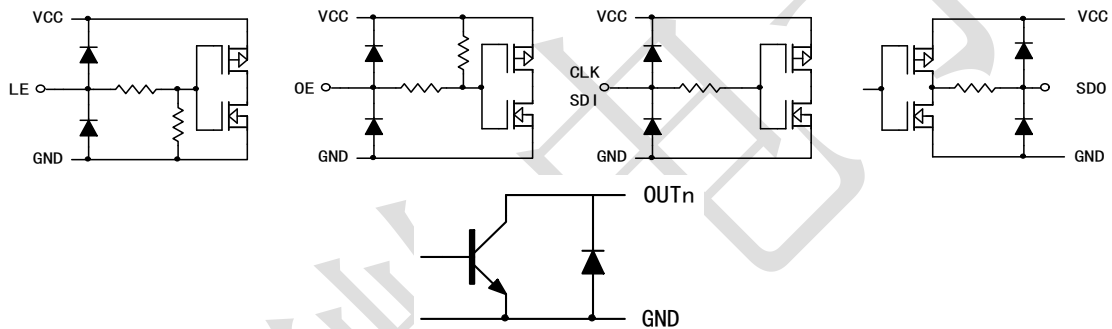 VCC
LE
GND
VCC
OE
GND
VCC
CLK
SDI
GND
VCC
SDO
GND
OUTn
GND